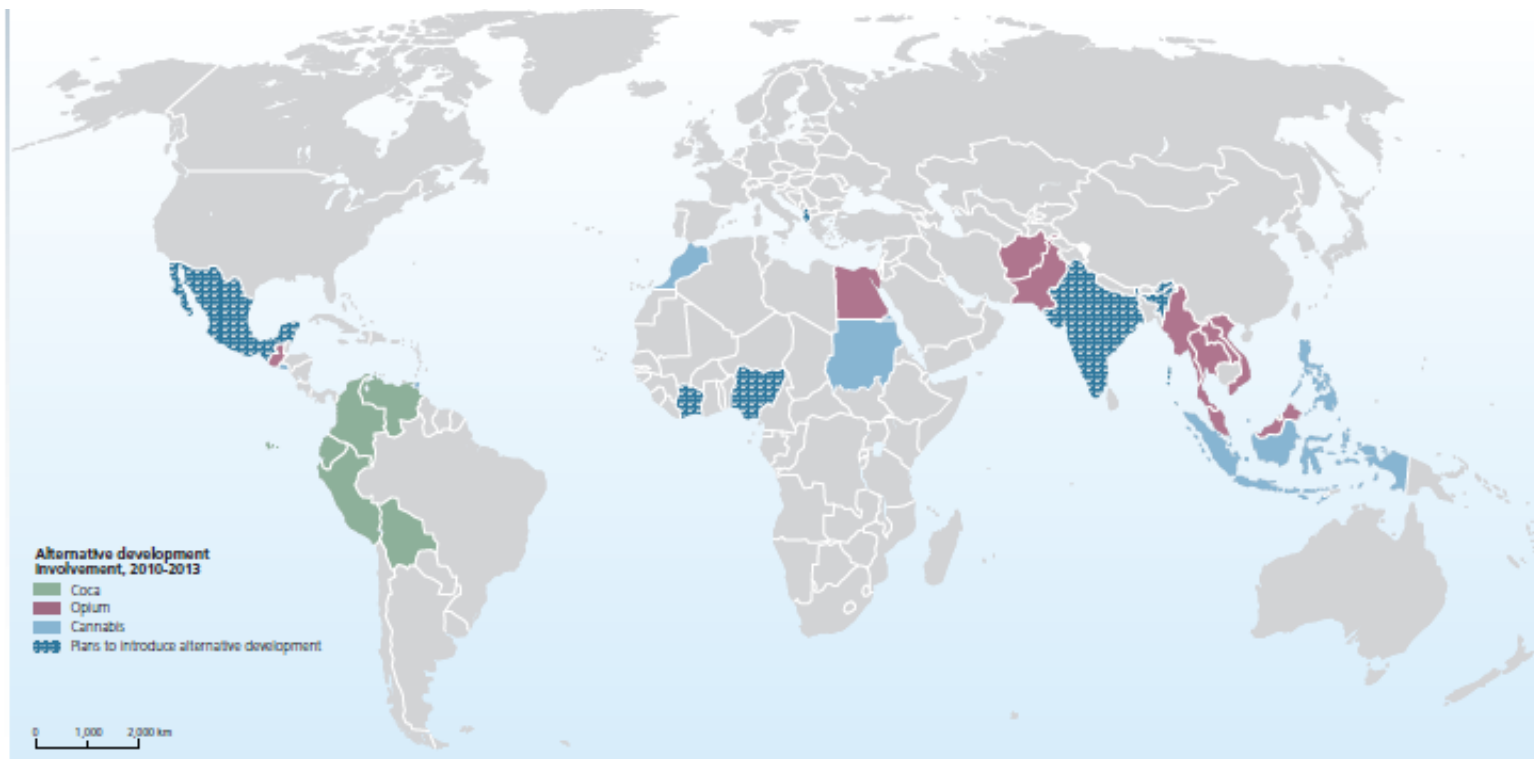 Alternative development
Involvement, 2010-2013
Coca
Opium
Cannabis
Plans to introduce alternative development
0 1,000 2,000 km